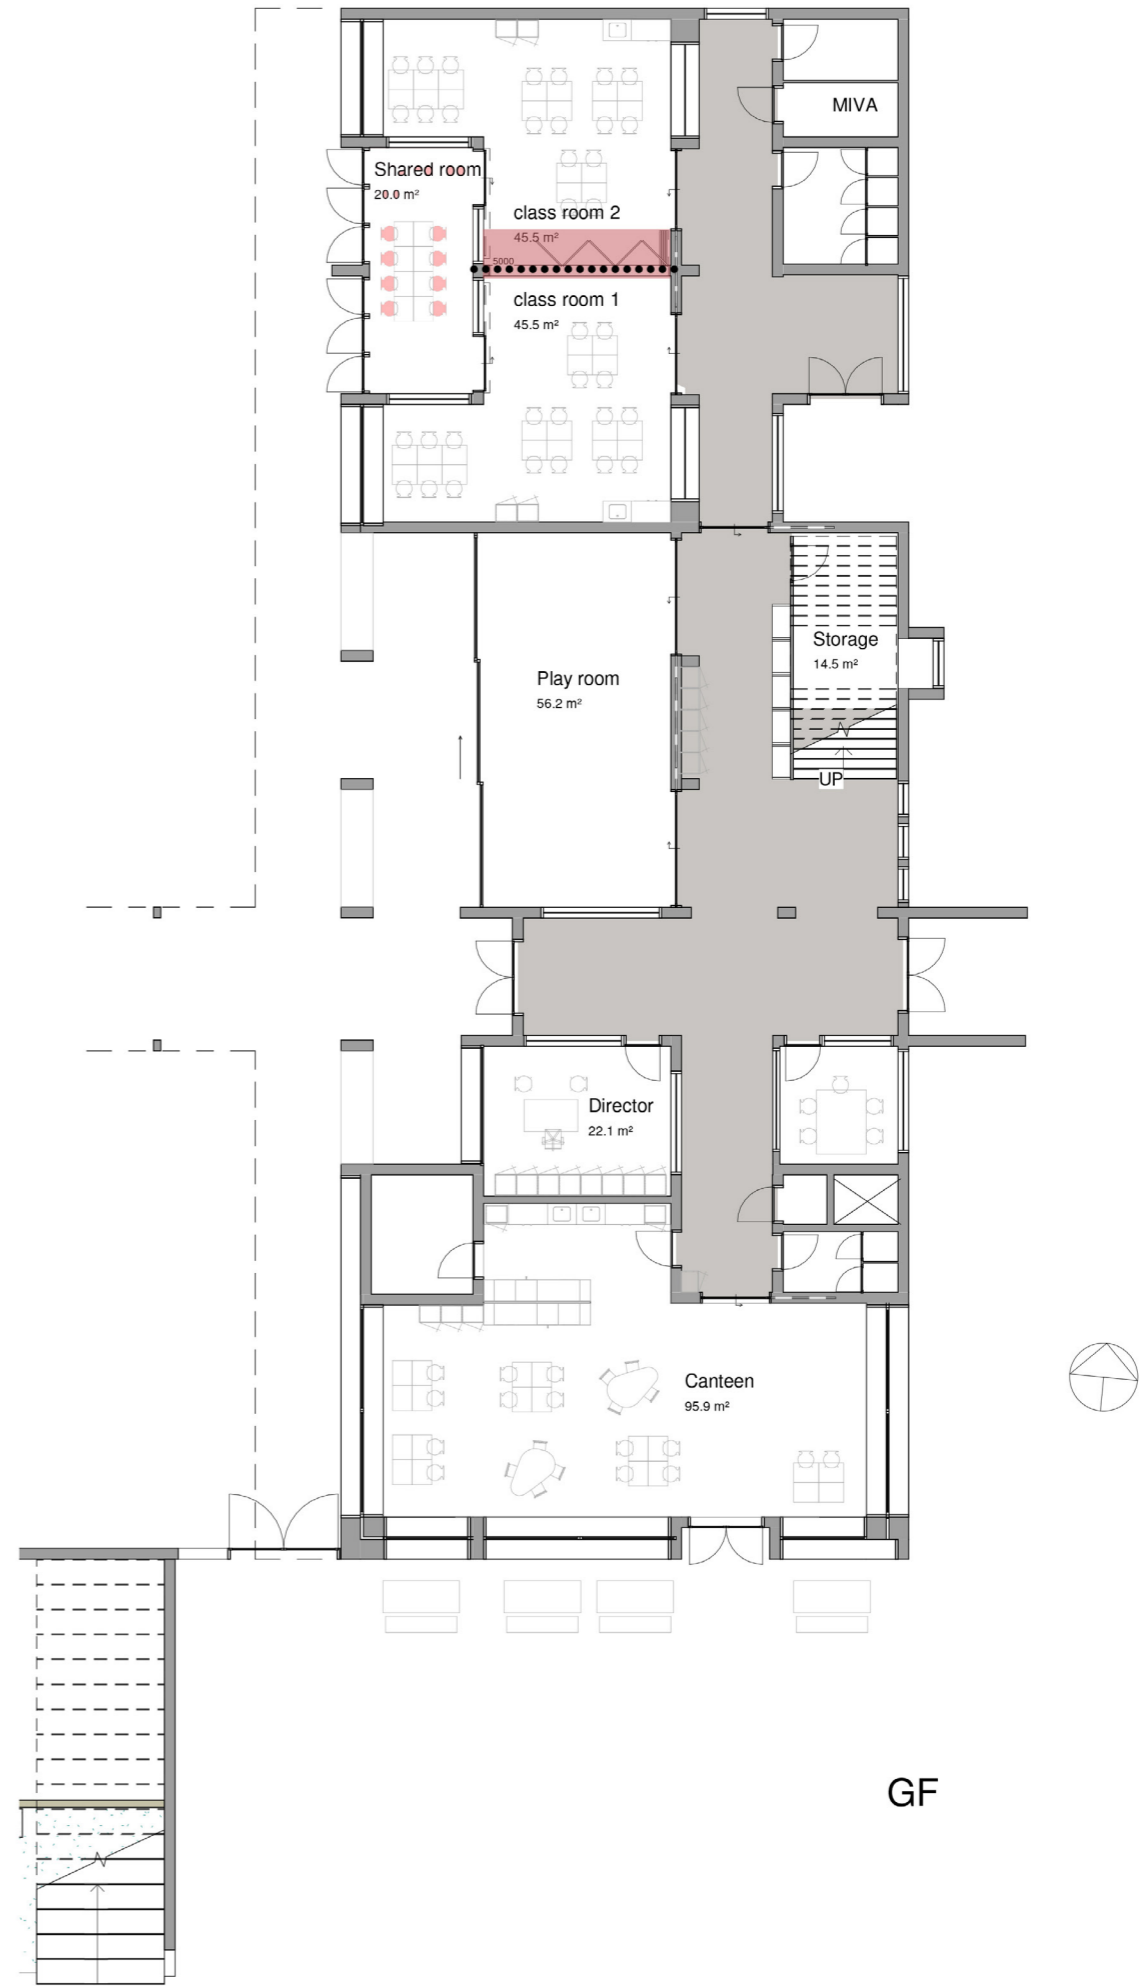 MIVA
Shared room
20.0 m²
class room 2
45.5 m²
5000
class room 1
45.5 m²
Storage
14.5 m²
Play room
56.2 m²
UP
Director
22.1 m²
Canteen
95.9 m²
GF